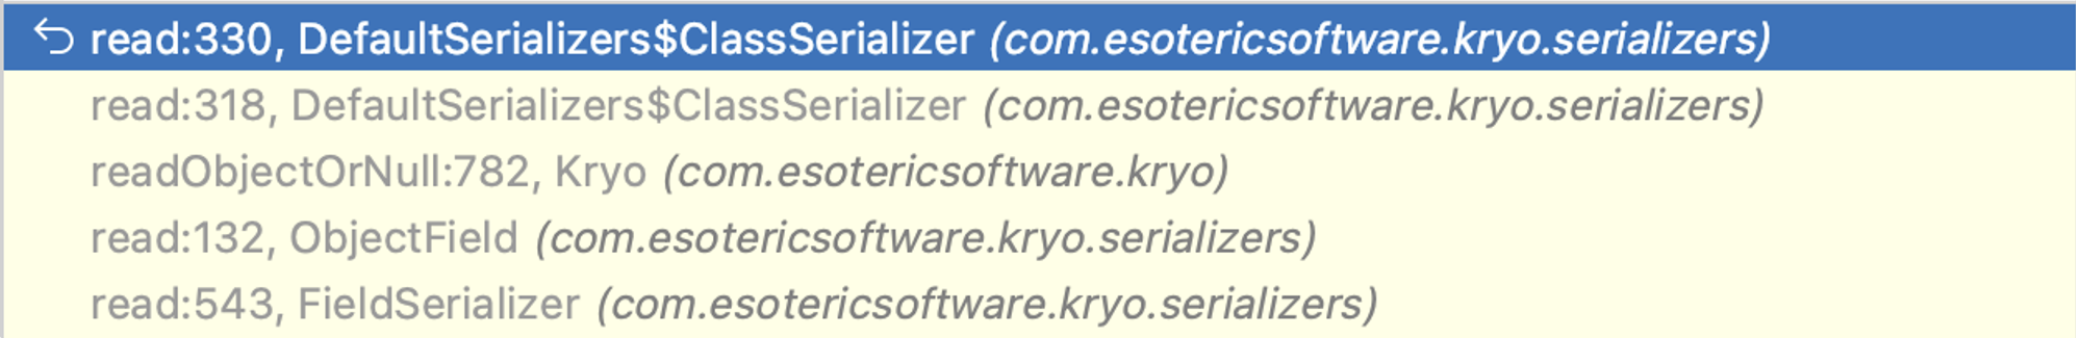 read:330, DefaultSerializers$ClassSerializer (com.esotericsoftware.kryo.serializers)
read:318, DefaultSerializers$ClassSerializer (com.esotericsoftware.kryo.serializers)
readObjectOrNull:782, Kryo (com.esotericsoftware.kryo)
read:132, ObjectField (com.esotericsoftware.kryo.serializers)
read:543, FieldSerializer (com.esotericsoftware.kryo.serializers)